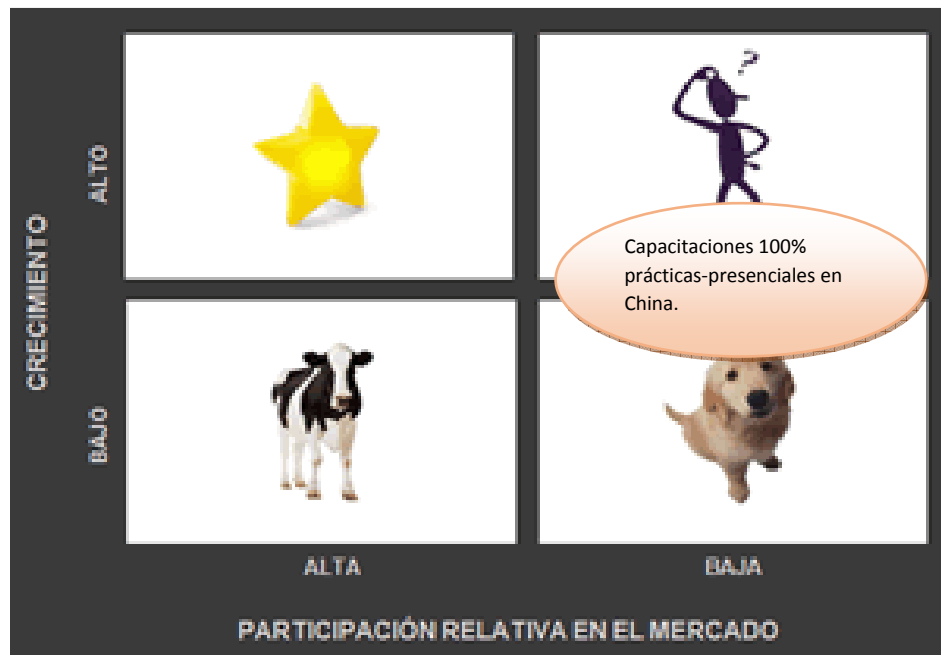 ALTO
?
Capacitaciones 100%
prácticas-presenciales en
China.
CRECIMIENTO
BAJO
ALTA
BAJA
PARTICIPACIÓN RELATIVA EN EL MERCADO